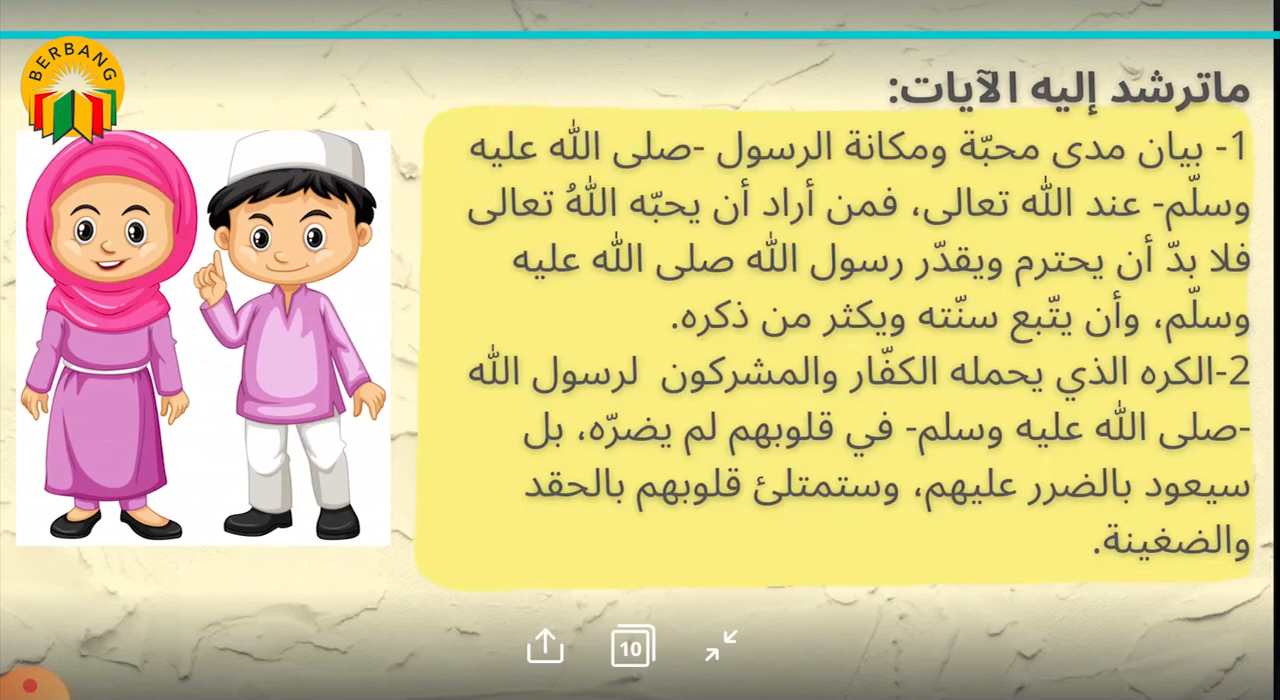 BERBANG
ماترشد إليه الآيات:
1- بيان مدى محبّة ومكانة الرسول -صلى الله عليه
وسلّم- عند الله تعالى، فمن أراد أن يحبّه اللهُ تعالى
فلا بدّ أن يحترم ويقدّر رسول الله صلى الله عليه
وسلّم، وأن يتّبع سنّته ويكثر من ذكره.
2-الكره الذي يحمله الكفّار والمشركون لرسول الله
-صلى الله عليه وسلم- في قلوبهم لم يضرّه، بل
سيعود بالضرر عليهم، وستمتلئ قلوبهم بالحقد
والضغينة.
10